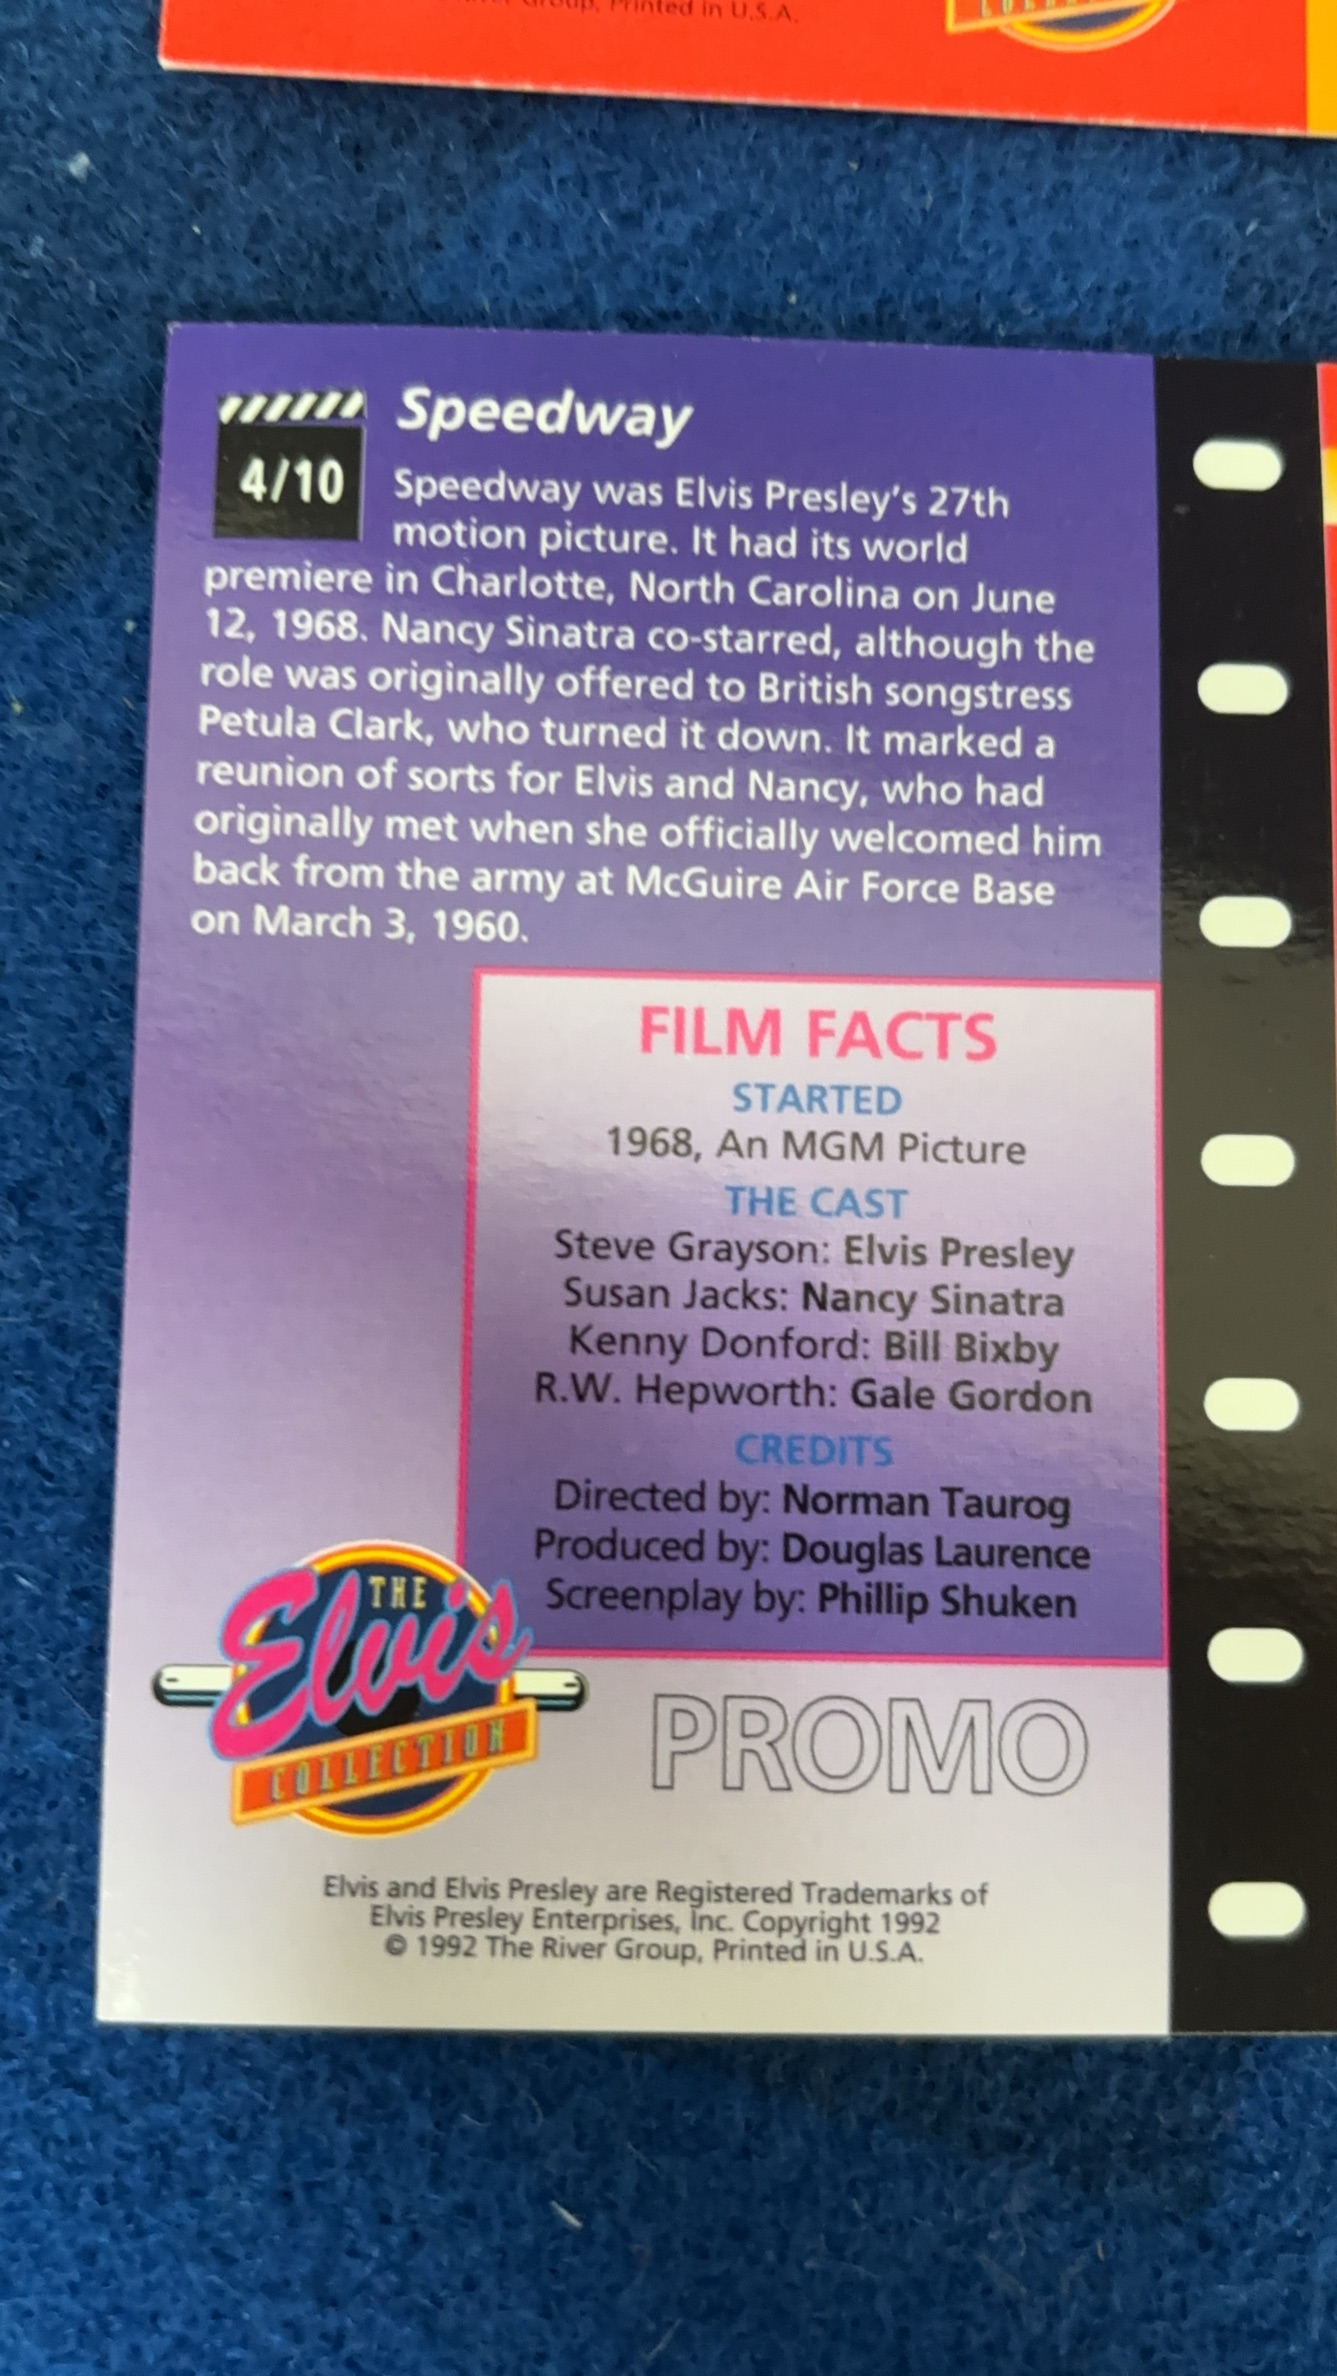 Group, Printed in U.S.A.
Speedway
4/10
Speedway was Elvis Presley's 27th
motion picture. It had its world
premiere in Charlotte, North Carolina on June
12, 1968. Nancy Sinatra co-starred, although the
role was originally offered to British songstress
Petula Clark, who turned it down. It marked a
reunion of sorts for Elvis and Nancy, who had
originally met when she officially welcomed him
back from the army at McGuire Air Force Base
on March 3, 1960.
FILM FACTS
STARTED
1968, An MGM Picture
THE CAST
Steve Grayson: Elvis Presley
Susan Jacks: Nancy Sinatra
Kenny Donford: Bill Bixby
R.W. Hepworth: Gale Gordon
CREDITS
Directed by: Norman Taurog
Produced by: Douglas Laurence
Screenplay by: Phillip Shuken
THE
Elvis
COLLECTION
PROMO
Elvis and Elvis Presley are Registered Trademarks of
Elvis Presley Enterprises, Inc. Copyright 1992
© 1992 The River Group, Printed in U.S.A.